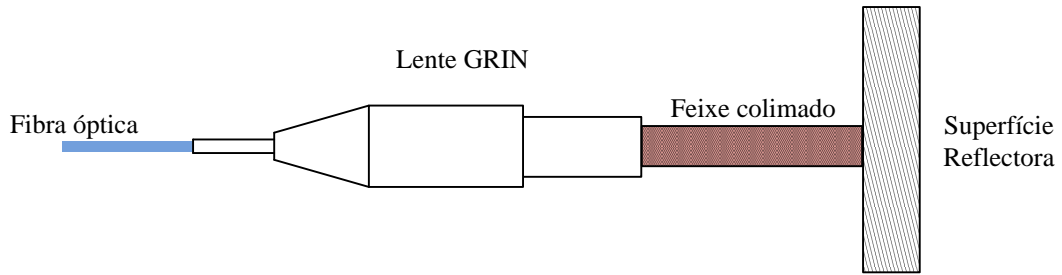 Lente GRIN
Fibra óptica
Feixe colimado
Superfície
Reflectora